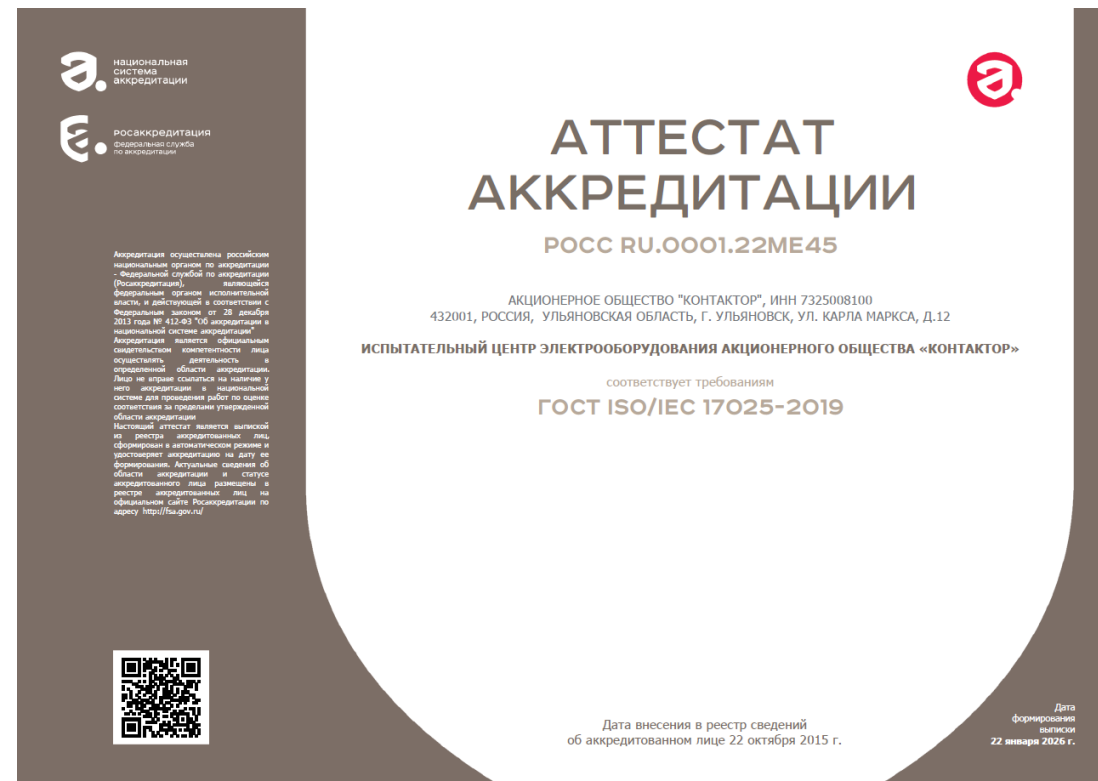 национальная
система
аккредитации
росаккредитация
федеральная служба
по аккредитации
АТТЕСТАТ
АККРЕДИТАЦИИ
РОСС RU.0001.22МЕ45
АКЦИОНЕРНОЕ ОБЩЕСТВО "КОНТАКТОР", ИНН 7325008100
432001, РОССИЯ, УЛЬЯНОВСКАЯ ОБЛАСТЬ, Г. УЛЬЯНОВСК, УЛ. КАРЛА МАРКСА, Д.12
ИСПЫТАТЕЛЬНЫЙ ЦЕНТР ЭЛЕКТРООБОРУДОВАНИЯ АКЦИОНЕРНОГО ОБЩЕСТВА «КОНТАКТОР»
соответствует требованиям
ГОСТ ISO/IEC 17025-2019
Аккредитация осуществлена российским
национальным органом по аккредитации
- Федеральной службой по аккредитации
(Росаккредитация), являющейся
федеральным органом исполнительной
власти, и действующей в соответствии с
Федеральным законом от 28 декабря
2013 года № 412-ФЗ "Об аккредитации в
национальной системе аккредитации"
Аккредитация является официальным
свидетельством компетентности лица
осуществлять деятельность в
определенной области аккредитации.
Лицо не вправе ссылаться на наличие у
него аккредитации в национальной
системе для проведения работ по оценке
соответствия за пределами утвержденной
области аккредитации
Настоящий аттестат является выпиской
из реестра аккредитованных лиц,
сформирован в автоматическом режиме и
удостоверяет аккредитацию на дату ее
формирования. Актуальные сведения об
области аккредитации и статусе
аккредитованного лица размещены в
реестре аккредитованных лиц на
официальном сайте Росаккредитации по
адресу http://fsa.gov.ru/
Дата внесения в реестр сведений
об аккредитованном лице 22 октября 2015 г.
Дата
формирования
выписки
22 января 2026 г.